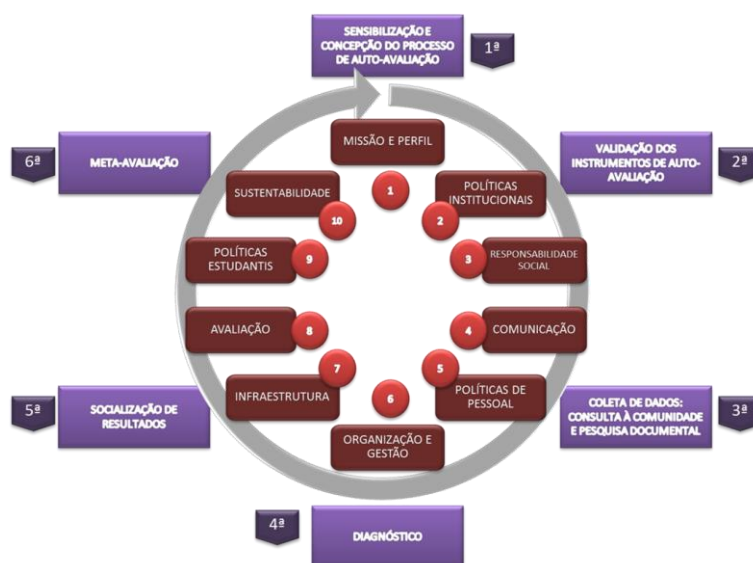 SENSIBILIZAÇÃO E
CONCEPÇÃO DO PROCESSO
DE AUTO-AVALIAÇÃO
1ª
6ª
META-AVALIAÇÃO
VALIDAÇÃO DOS
INSTRUMENTOS DE AUTO-
AVALIAÇÃO
2ª
MISSÃO E PERFIL
1
POLÍTICAS
INSTITUCIONAIS
2
RESPONSABILIDADE
SOCIAL
3
COMUNICAÇÃO
4
POLÍTICAS DE
PESSOAL
5
ORGANIZAÇÃO E
GESTÃO
6
INFRAESTRUTURA
7
AVALIAÇÃO
8
POLÍTICAS
ESTUDANTIS
9
SUSTENTABILIDADE
10
5ª
SOCIALIZAÇÃO DE
RESULTADOS
COLETA DE DADOS:
CONSULTA À COMUNIDADE
E PESQUISA DOCUMENTAL
3ª
4ª
DIAGNÓSTICO